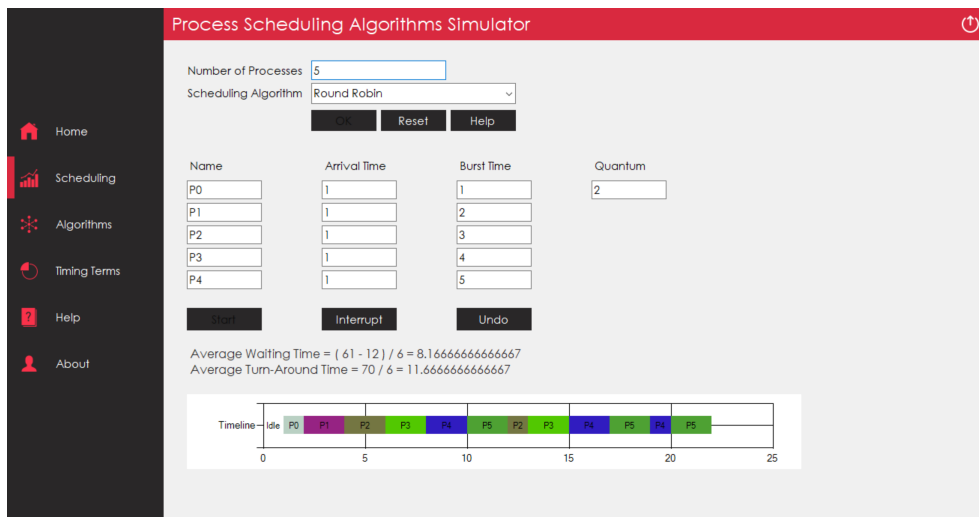 Process Scheduling Algorithms Simulator
Number of Processes 5
Scheduling Algorithm Round Robin
OK Reset Help
Home
Scheduling
Algorithms
Timing Terms
Help
About
Name Arrival Time Burst Time Quantum
P0 1 1 2
P1 1 2
P2 1 3
P3 1 4
P4 1 5
Start Interrupt Undo
Average Waiting Time = ( 61 - 12 ) / 6 = 8.16666666666667
Average Turn-Around Time = 70 / 6 = 11.6666666666667
Timeline Idle P0 P1 P2 P3 P4 P5 P2 P3 P4 P5 P4 P5
0 5 10 15 20 25